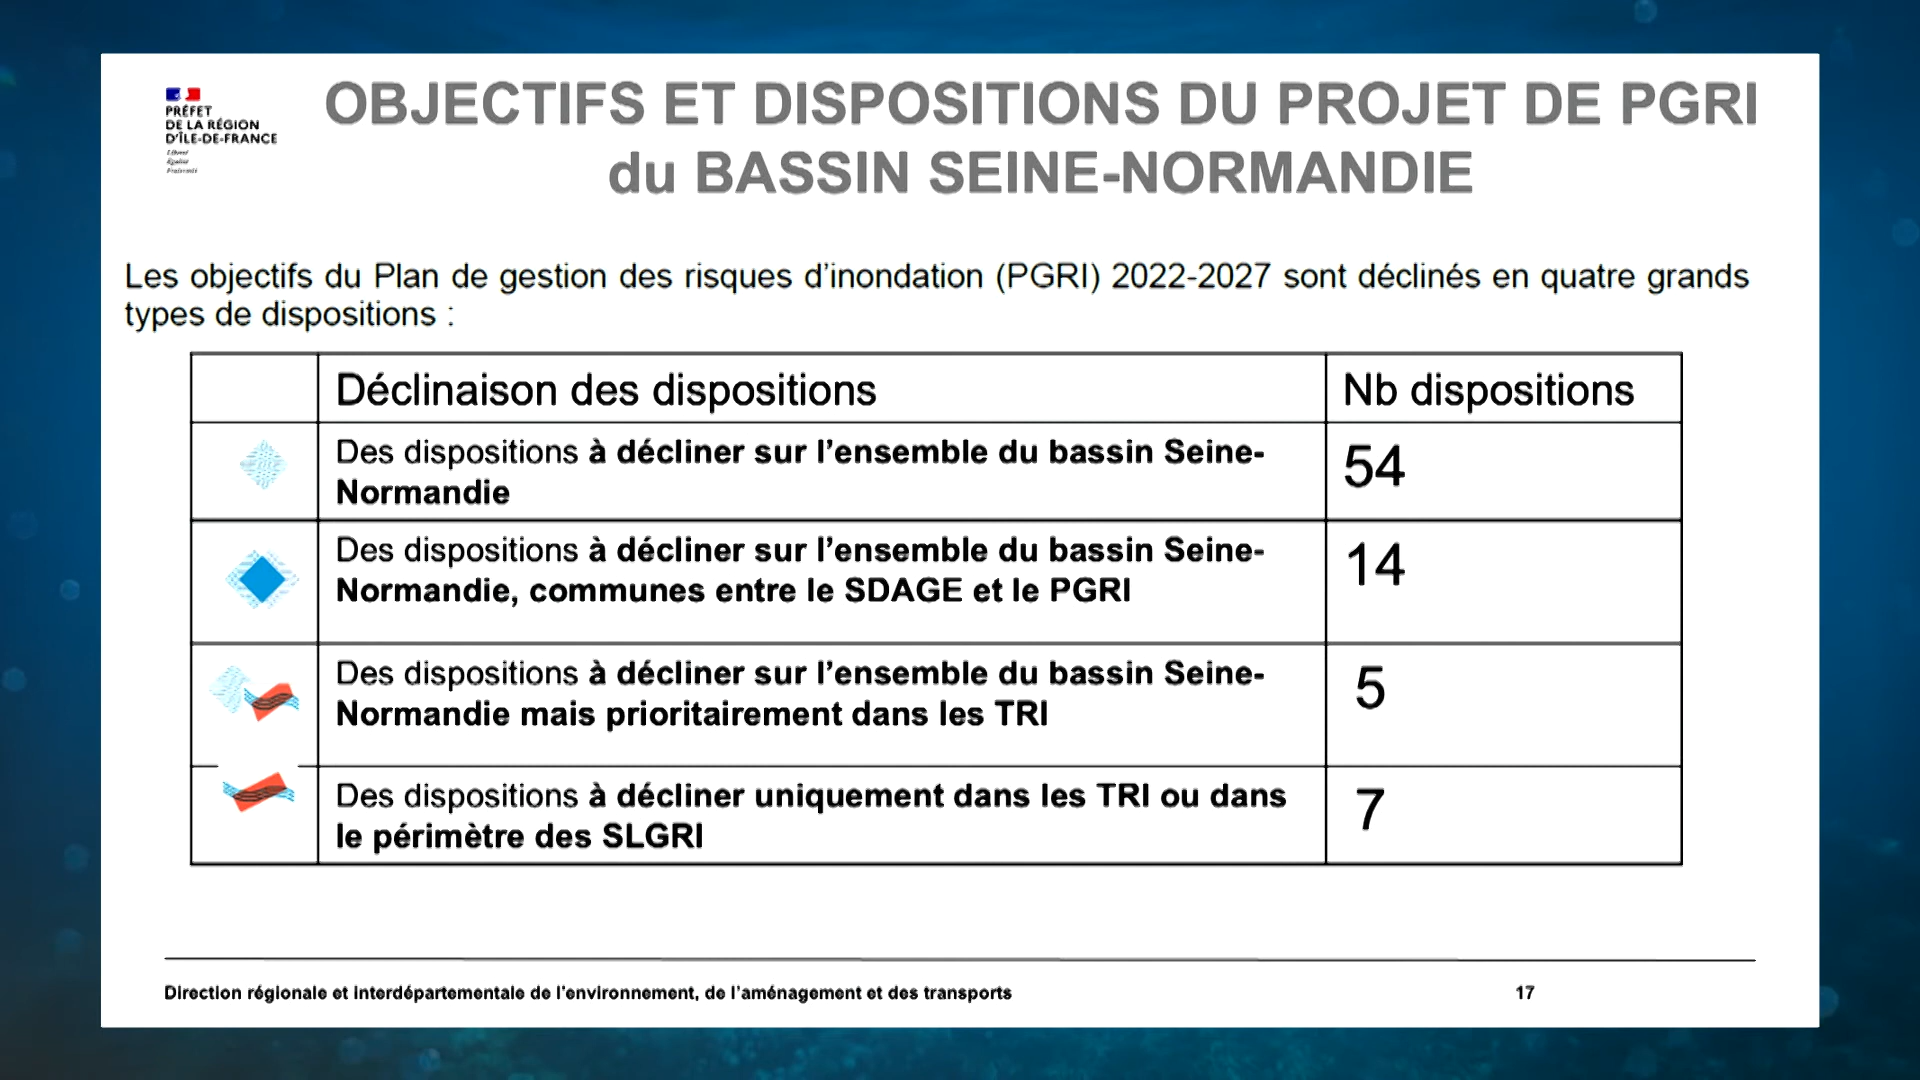 PRÉFET
DE LA RÉGION
D'ÎLE-DE-FRANCE
Liberté
Égalité
Fraternité
OBJECTIFS ET DISPOSITIONS DU PROJET DE PGRI
du BASSIN SEINE-NORMANDIE
Les objectifs du Plan de gestion des risques d'inondation (PGRI) 2022-2027 sont déclinés en quatre grands
types de dispositions :
Déclinaison des dispositions
Nb dispositions
Des dispositions à décliner sur l'ensemble du bassin Seine-
Normandie
54
Des dispositions à décliner sur l'ensemble du bassin Seine-
Normandie, communes entre le SDAGE et le PGRI
14
Des dispositions à décliner sur l'ensemble du bassin Seine-
Normandie mais prioritairement dans les TRI
5
Des dispositions à décliner uniquement dans les TRI ou dans
le périmètre des SLGRI
7
Direction régionale et interdépartementale de l'environnement, de l'aménagement et des transports
17